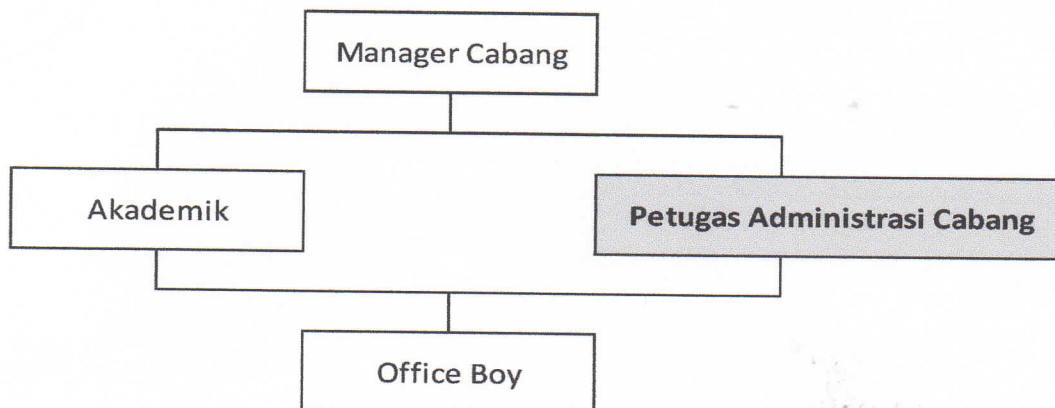 Manager Cabang
Akademik
Petugas Administrasi Cabang
Office Boy